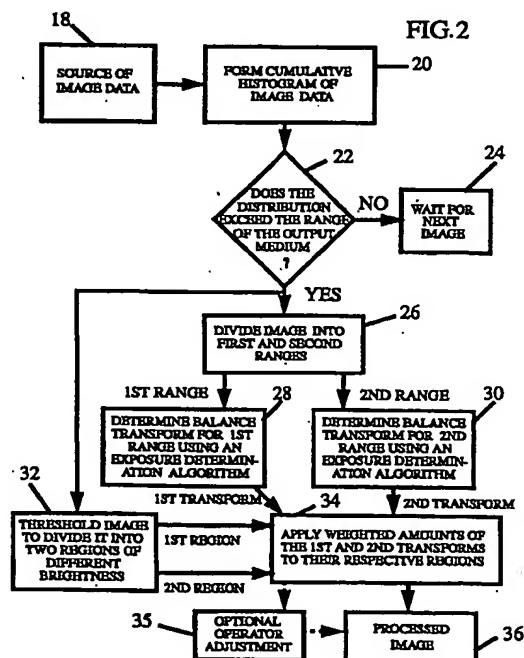 FIG.2
18
SOURCE OF
IMAGE DATA
20
FORM CUMULATIVE
HISTOGRAM OF
IMAGE DATA
22
DOES THE
DISTRIBUTION
EXCEED THE RANGE
OF THE OUTPUT
MEDIUM
?
NO
24
WAIT FOR
NEXT
IMAGE
YES
26
DIVIDE IMAGE INTO
FIRST AND SECOND
RANGES
1ST RANGE
28
2ND RANGE
30
DETERMINE BALANCE
TRANSFORM FOR 1ST
RANGE USING AN
EXPOSURE DETERMIN-
ATION ALGORITHM
DETERMINE BALANCE
TRANSFORM FOR 2ND
RANGE USING AN
EXPOSURE DETERMIN-
ATION ALGORITHM
32
1ST TRANSFORM
34
2ND TRANSFORM
THRESHOLD IMAGE
TO DIVIDE IT INTO
TWO REGIONS OF
DIFFERENT
BRIGHTNESS
1ST REGION
2ND REGION
APPLY WEIGHTED AMOUNTS OF
THE 1ST AND 2ND TRANSFORMS
TO THEIR RESPECTIVE REGIONS
35
OPTIONAL
OPERATOR
ADJUSTMENT
PROCESSED
IMAGE
36